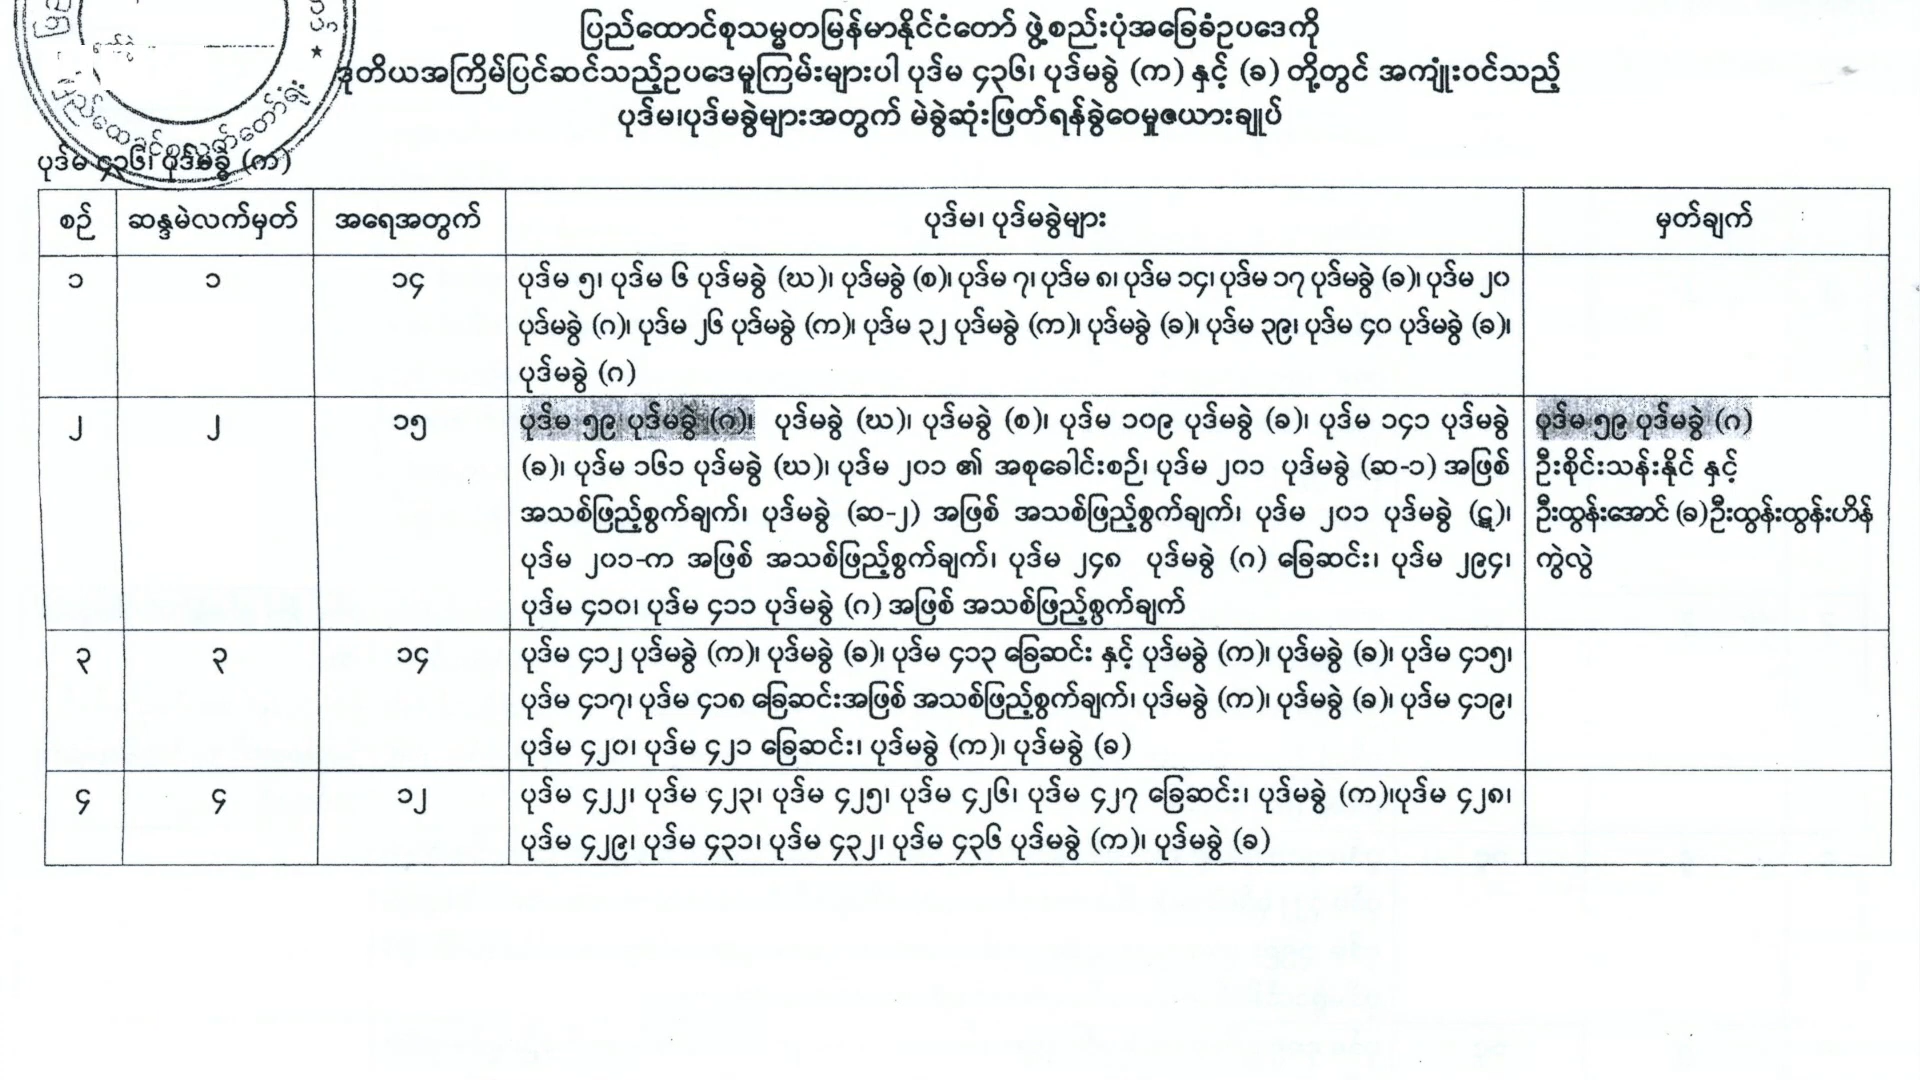 ပြည်ထောင်စုသမ္မတမြန်မာနိုင်ငံတော် ဖွဲ့စည်းပုံအခြေခံဥပဒေကို
ဒုတိယအကြိမ်ပြင်ဆင်သည့်ဥပဒေမူကြမ်းများပါ ပုဒ်မ ၄၃၆၊ ပုဒ်မခွဲ (က) နှင့် (ခ) တို့တွင် အကျုံးဝင်သည့်
ပုဒ်မ၊ပုဒ်မခွဲများအတွက် မဲခွဲဆုံးဖြတ်ရန်ခွဲဝေမှုဇယားချုပ်
ပုဒ်မ ၄၃၆၊ ပုဒ်မခွဲ (က)
စဉ် ဆန္ဒမဲလက်မှတ် အရေအတွက် ပုဒ်မ၊ ပုဒ်မခွဲများ မှတ်ချက်
၁ ၁ ၁၄ ပုဒ်မ ၅၊ ပုဒ်မ ၆ ပုဒ်မခွဲ (ဃ)၊ ပုဒ်မခွဲ (စ)၊ ပုဒ်မ ၇၊ ပုဒ်မ ၈၊ ပုဒ်မ ၁၄၊ ပုဒ်မ ၁၇ ပုဒ်မခွဲ (ခ)၊ ပုဒ်မ ၂၀
ပုဒ်မခွဲ (ဂ)၊ ပုဒ်မ ၂၆ ပုဒ်မခွဲ (က)၊ ပုဒ်မ ၃၂ ပုဒ်မခွဲ (က)၊ ပုဒ်မခွဲ (ခ)၊ ပုဒ်မ ၃၉၊ ပုဒ်မ ၄၀ ပုဒ်မခွဲ (ခ)၊
ပုဒ်မခွဲ (ဂ)
၂ ၂ ၁၅ ပုဒ်မ ၅၉ ပုဒ်မခွဲ (ဂ)၊ ပုဒ်မခွဲ (ဃ)၊ ပုဒ်မခွဲ (စ)၊ ပုဒ်မ ၁၀၉ ပုဒ်မခွဲ (ခ)၊ ပုဒ်မ ၁၄၁ ပုဒ်မခွဲ ပုဒ်မ ၅၉ ပုဒ်မခွဲ (ဂ)
(ခ)၊ ပုဒ်မ ၁၆၁ ပုဒ်မခွဲ (ဃ)၊ ပုဒ်မ ၂၀၁ ၏ အစုခေါင်းစဉ်၊ ပုဒ်မ ၂၀၁ ပုဒ်မခွဲ (ဆ-၁) အဖြစ် ဦးစိုင်းသန်းနိုင် နှင့်
အသစ်ဖြည့်စွက်ချက်၊ ပုဒ်မခွဲ (ဆ-၂) အဖြစ် အသစ်ဖြည့်စွက်ချက်၊ ပုဒ်မ ၂၀၁ ပုဒ်မခွဲ (ဋ)၊ ဦးထွန်းအောင် (ခ)ဦးထွန်းထွန်းဟိန်
ပုဒ်မ ၂၀၁-က အဖြစ် အသစ်ဖြည့်စွက်ချက်၊ ပုဒ်မ ၂၄၈ ပုဒ်မခွဲ (ဂ) ခြေဆင်း၊ ပုဒ်မ ၂၉၄၊ ကွဲလွဲ
ပုဒ်မ ၄၁၀၊ ပုဒ်မ ၄၁၁ ပုဒ်မခွဲ (ဂ) အဖြစ် အသစ်ဖြည့်စွက်ချက်
၃ ၃ ၁၄ ပုဒ်မ ၄၁၂ ပုဒ်မခွဲ (က)၊ ပုဒ်မခွဲ (ခ)၊ ပုဒ်မ ၄၁၃ ခြေဆင်း နှင့် ပုဒ်မခွဲ (က)၊ ပုဒ်မခွဲ (ခ)၊ ပုဒ်မ ၄၁၅၊
ပုဒ်မ ၄၁၇၊ ပုဒ်မ ၄၁၈ ခြေဆင်းအဖြစ် အသစ်ဖြည့်စွက်ချက်၊ ပုဒ်မခွဲ (က)၊ ပုဒ်မခွဲ (ခ)၊ ပုဒ်မ ၄၁၉၊
ပုဒ်မ ၄၂၀၊ ပုဒ်မ ၄၂၁ ခြေဆင်း၊ ပုဒ်မခွဲ (က)၊ ပုဒ်မခွဲ (ခ)
၄ ၄ ၁၂ ပုဒ်မ ၄၂၂၊ ပုဒ်မ ၄၂၃၊ ပုဒ်မ ၄၂၅၊ ပုဒ်မ ၄၂၆၊ ပုဒ်မ ၄၂၇ ခြေဆင်း၊ ပုဒ်မခွဲ (က)၊ပုဒ်မ ၄၂၈၊
ပုဒ်မ ၄၂၉၊ ပုဒ်မ ၄၃၁၊ ပုဒ်မ ၄၃၂၊ ပုဒ်မ ၄၃၆ ပုဒ်မခွဲ (က)၊ ပုဒ်မခွဲ (ခ)